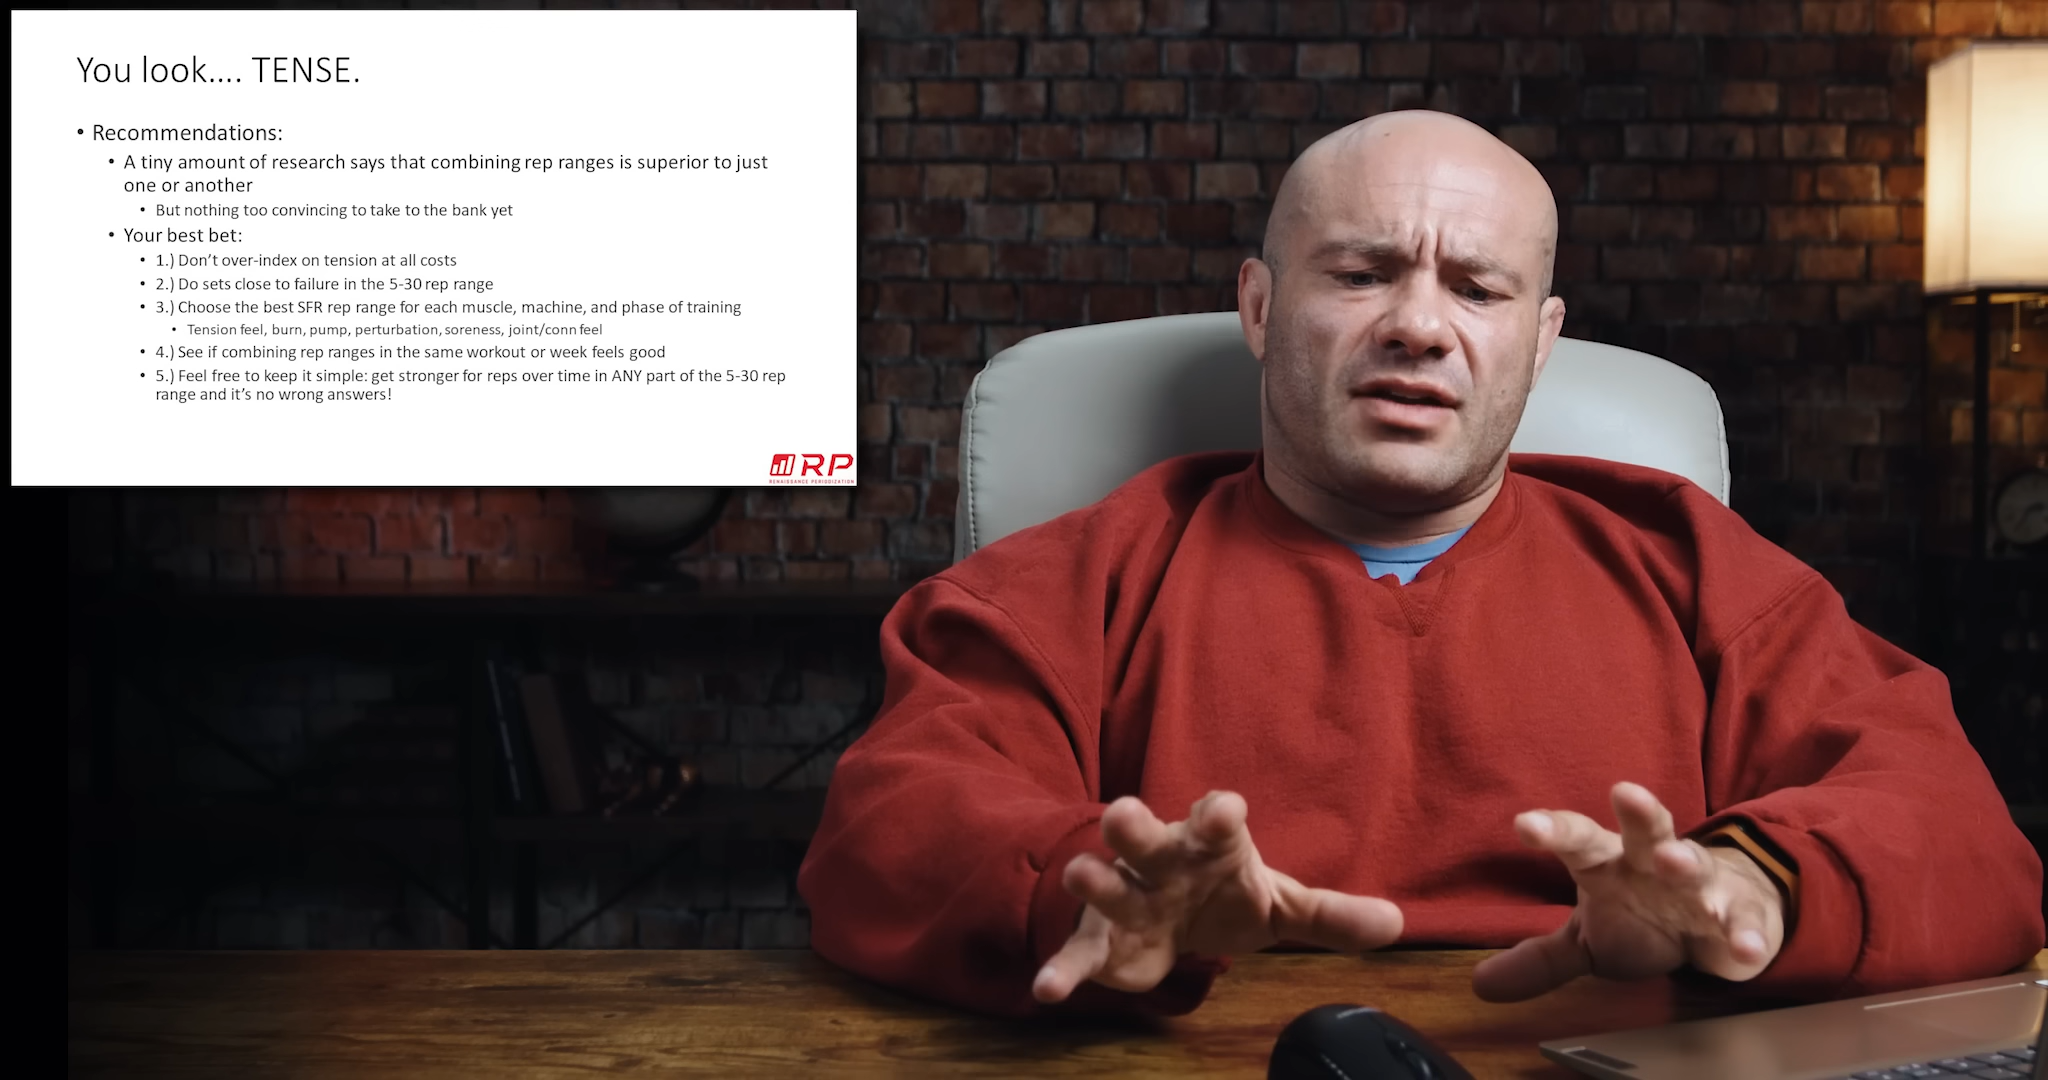 You look.... TENSE.
• Recommendations:
• A tiny amount of research says that combining rep ranges is superior to just
one or another
• But nothing too convincing to take to the bank yet
• Your best bet:
• 1.) Don't over-index on tension at all costs
• 2.) Do sets close to failure in the 5-30 rep range
• 3.) Choose the best SFR rep range for each muscle, machine, and phase of training
• Tension feel, burn, pump, perturbation, soreness, joint/conn feel
• 4.) See if combining rep ranges in the same workout or week feels good
• 5.) Feel free to keep it simple: get stronger for reps over time in ANY part of the 5-30 rep
range and it's no wrong answers!
RP
RENAISSANCE PERIODIZATION